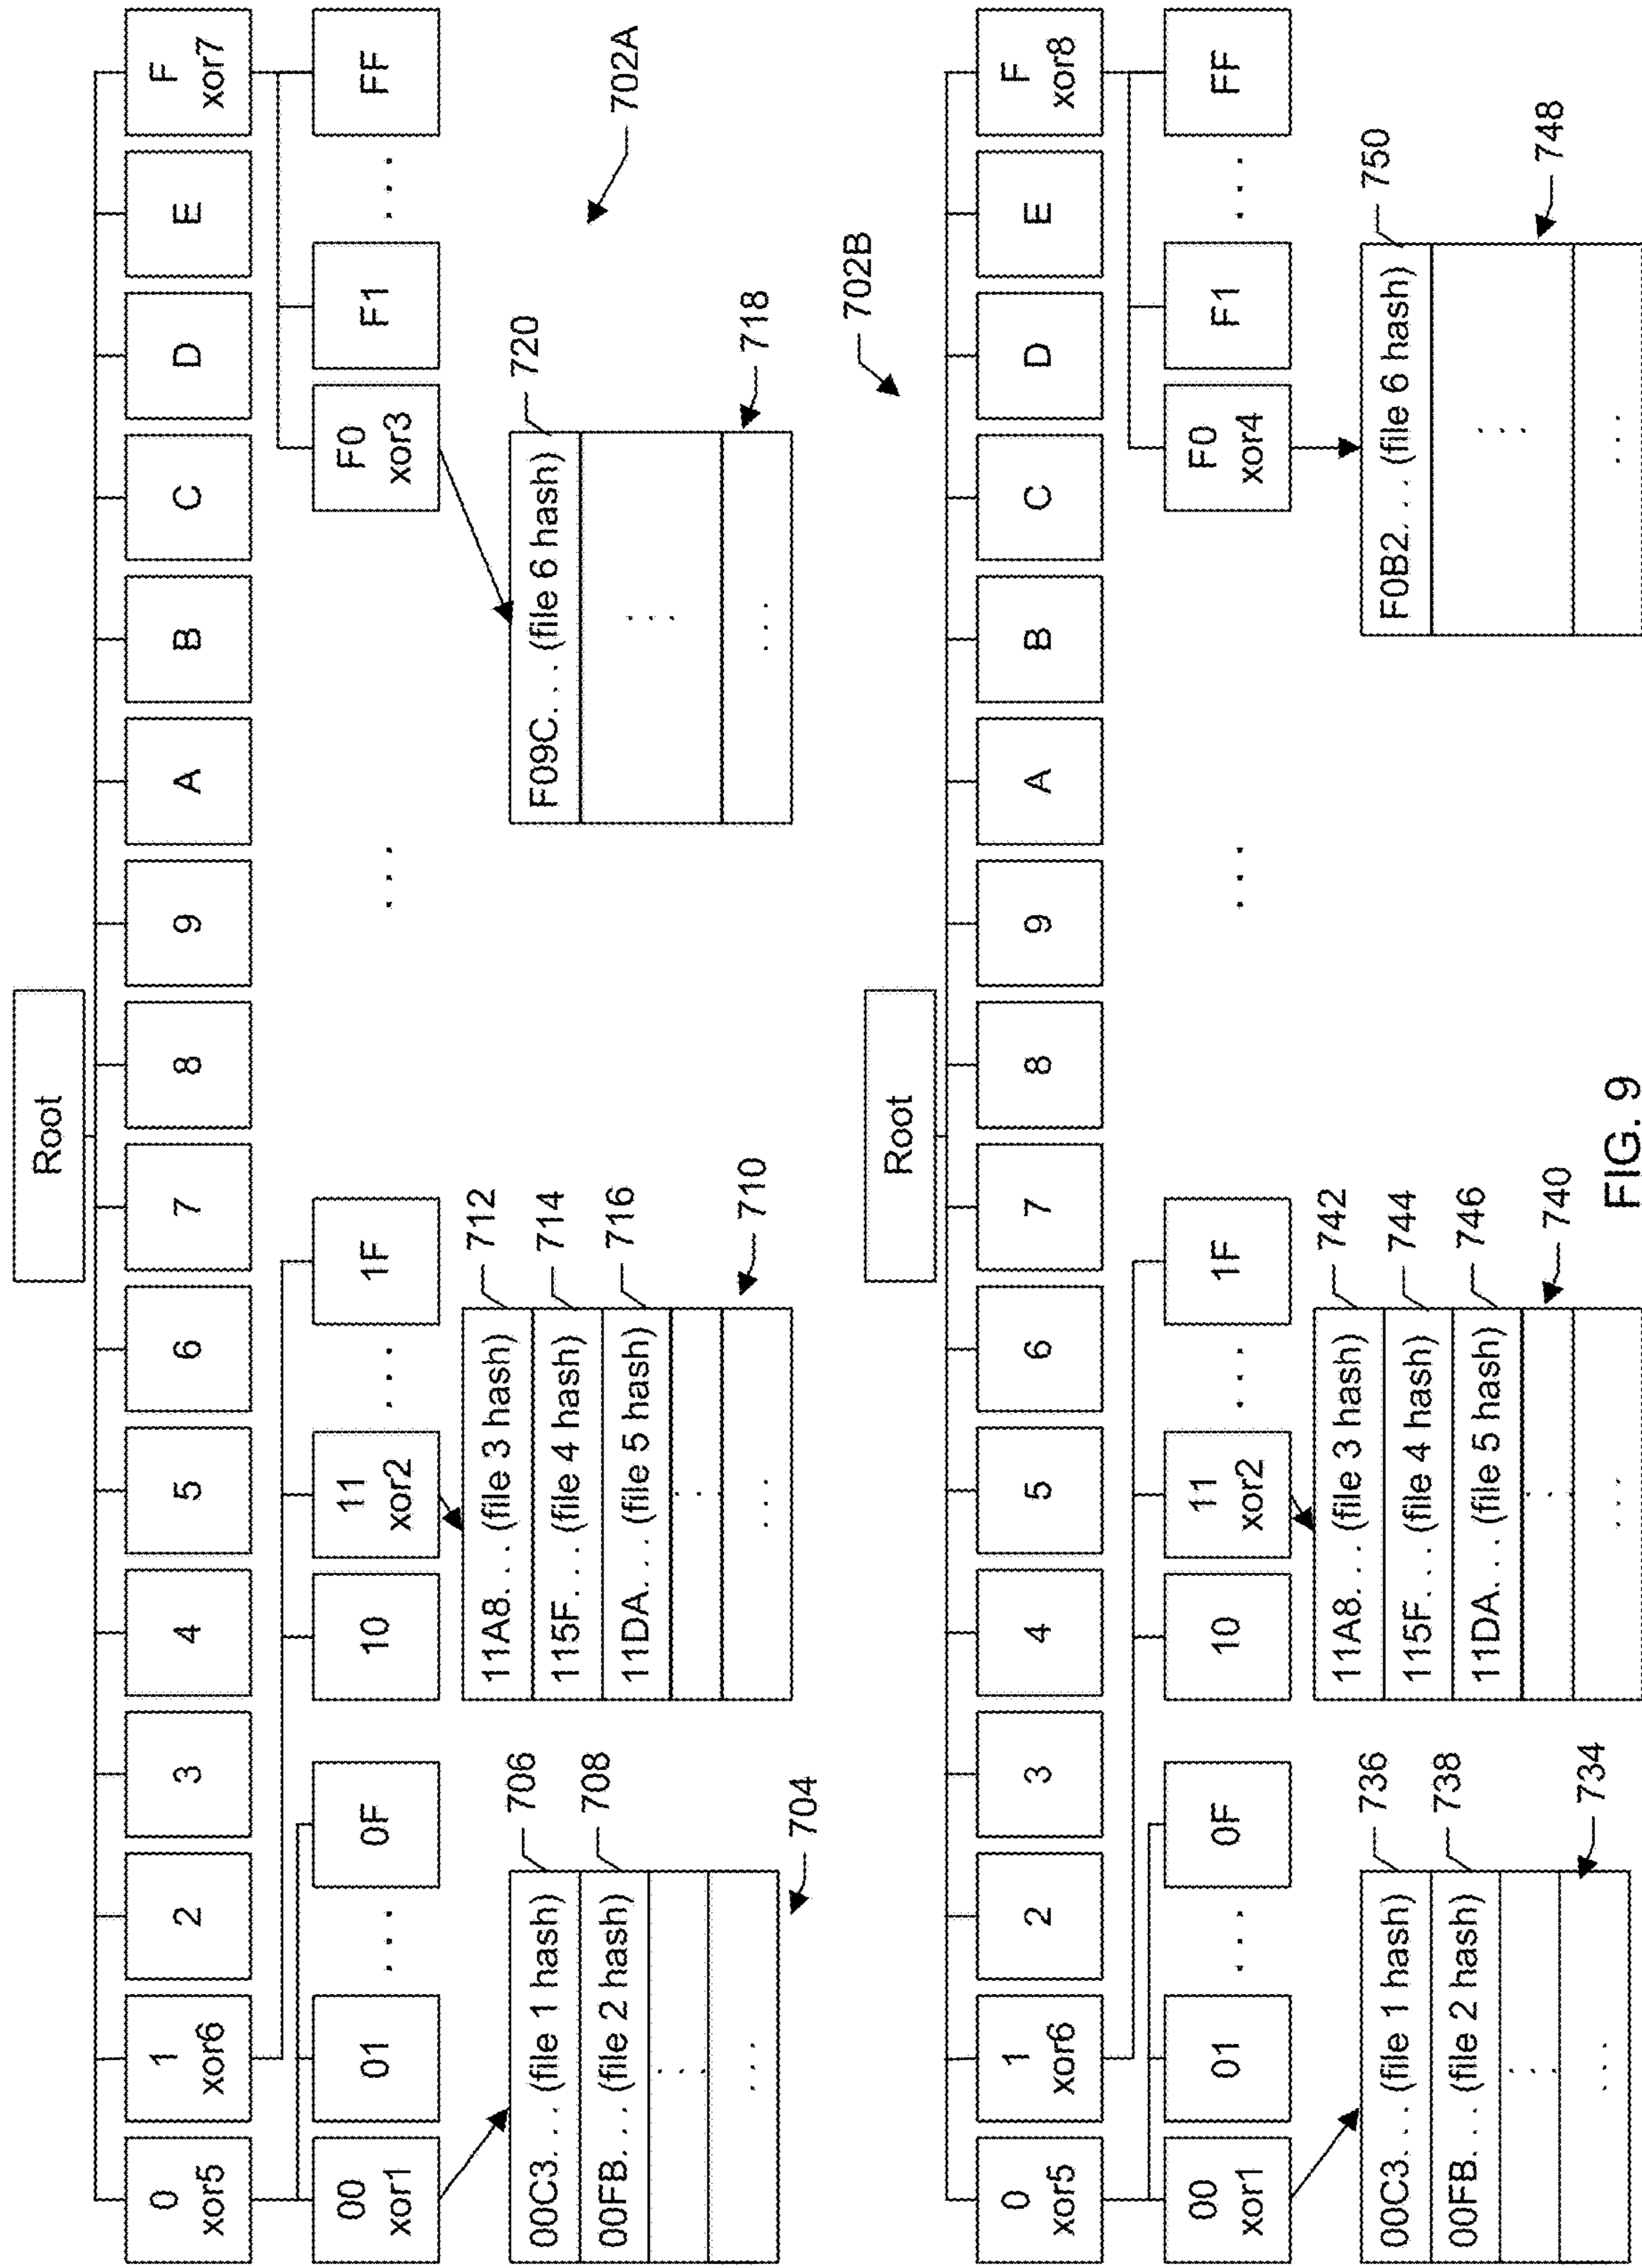 Root
0 xor5
1 xor6
2
3
4
5
6
7
8
9
A
B
C
D
E
F xor7
00 xor1
01
. . .
0F
10
11 xor2
. . . .
1F
. . .
F0 xor3
F1
. . .
FF
00C3. . . (file 1 hash)
706
00FB. . . (file 2 hash)
708
. . .
. . .
704
11A8. . . (file 3 hash)
712
115F. . . (file 4 hash)
714
11DA. . . (file 5 hash)
716
. . .
. . .
710
F09C. . . (file 6 hash)
720
. . .
. . .
718
702A
Root
702B
0 xor5
1 xor6
2
3
4
5
6
7
8
9
A
B
C
D
E
F xor8
00 xor1
01
. . .
0F
10
11 xor2
. . . .
1F
. . .
F0 xor4
F1
. . .
FF
00C3. . . (file 1 hash)
736
00FB. . . (file 2 hash)
738
. . .
. . .
734
11A8. . . (file 3 hash)
742
115F. . . (file 4 hash)
744
11DA. . . (file 5 hash)
746
. . .
. . .
740
F0B2. . . (file 6 hash)
750
. . .
. . .
748
FIG. 9